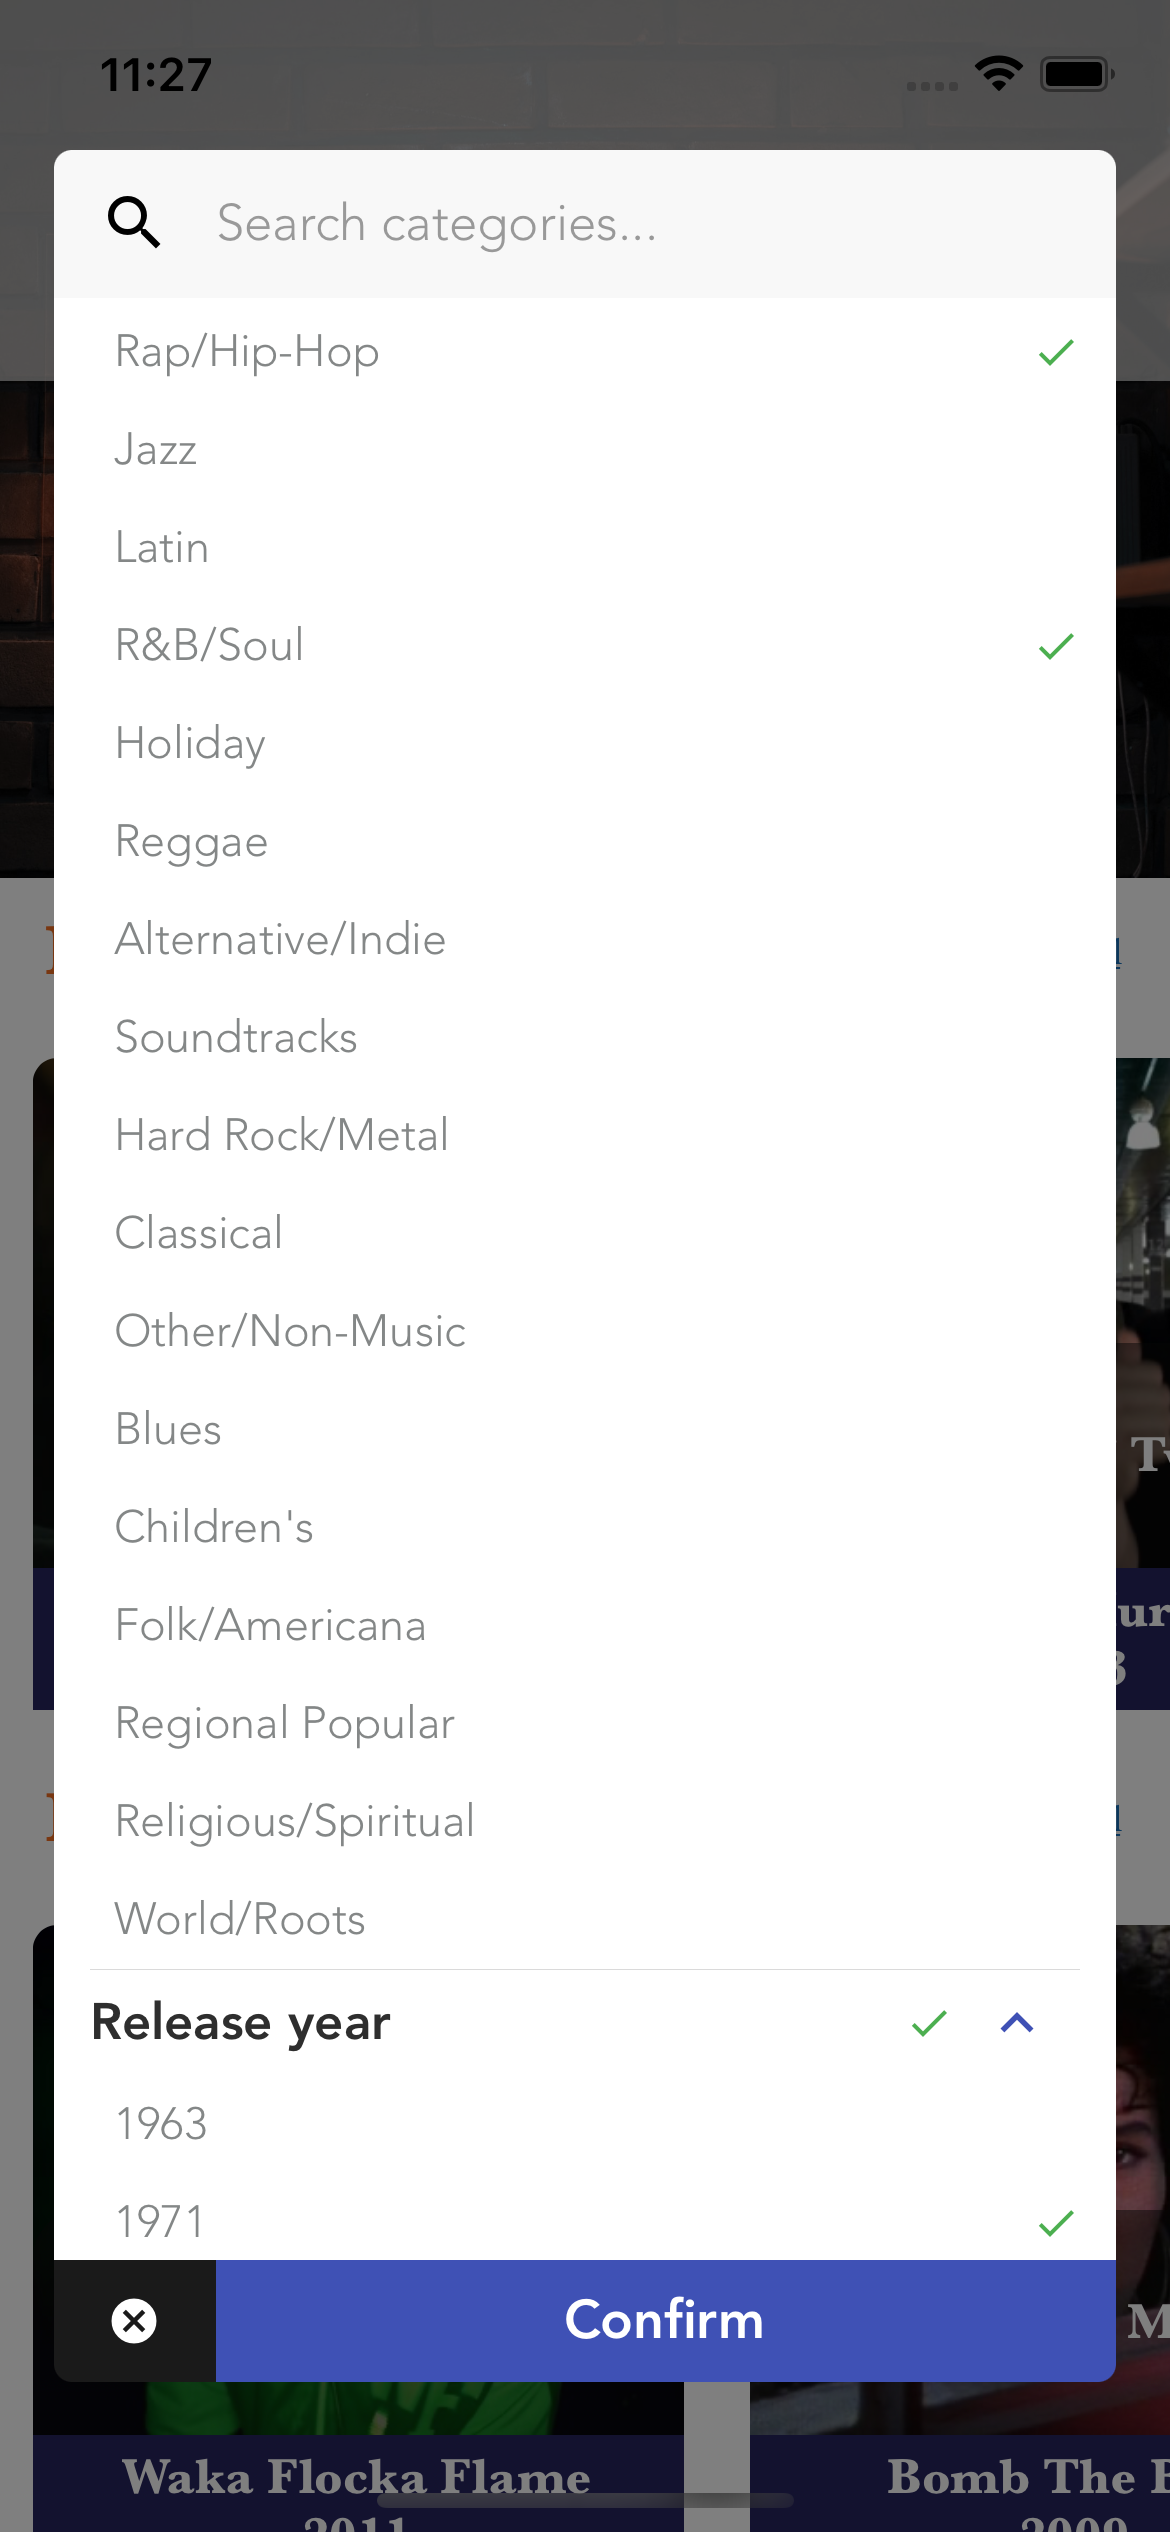 11:27
Search categories...
Rap/Hip-Hop
Jazz
Latin
R&B/Soul
Holiday
Reggae
Alternative/Indie
Soundtracks
Hard Rock/Metal
Classical
Other/Non-Music
Blues
Children's
Folk/Americana
Regional Popular
Religious/Spiritual
World/Roots
Release year
1963
1971
Confirm
Waka Flocka Flame
2011
Bomb The
2009